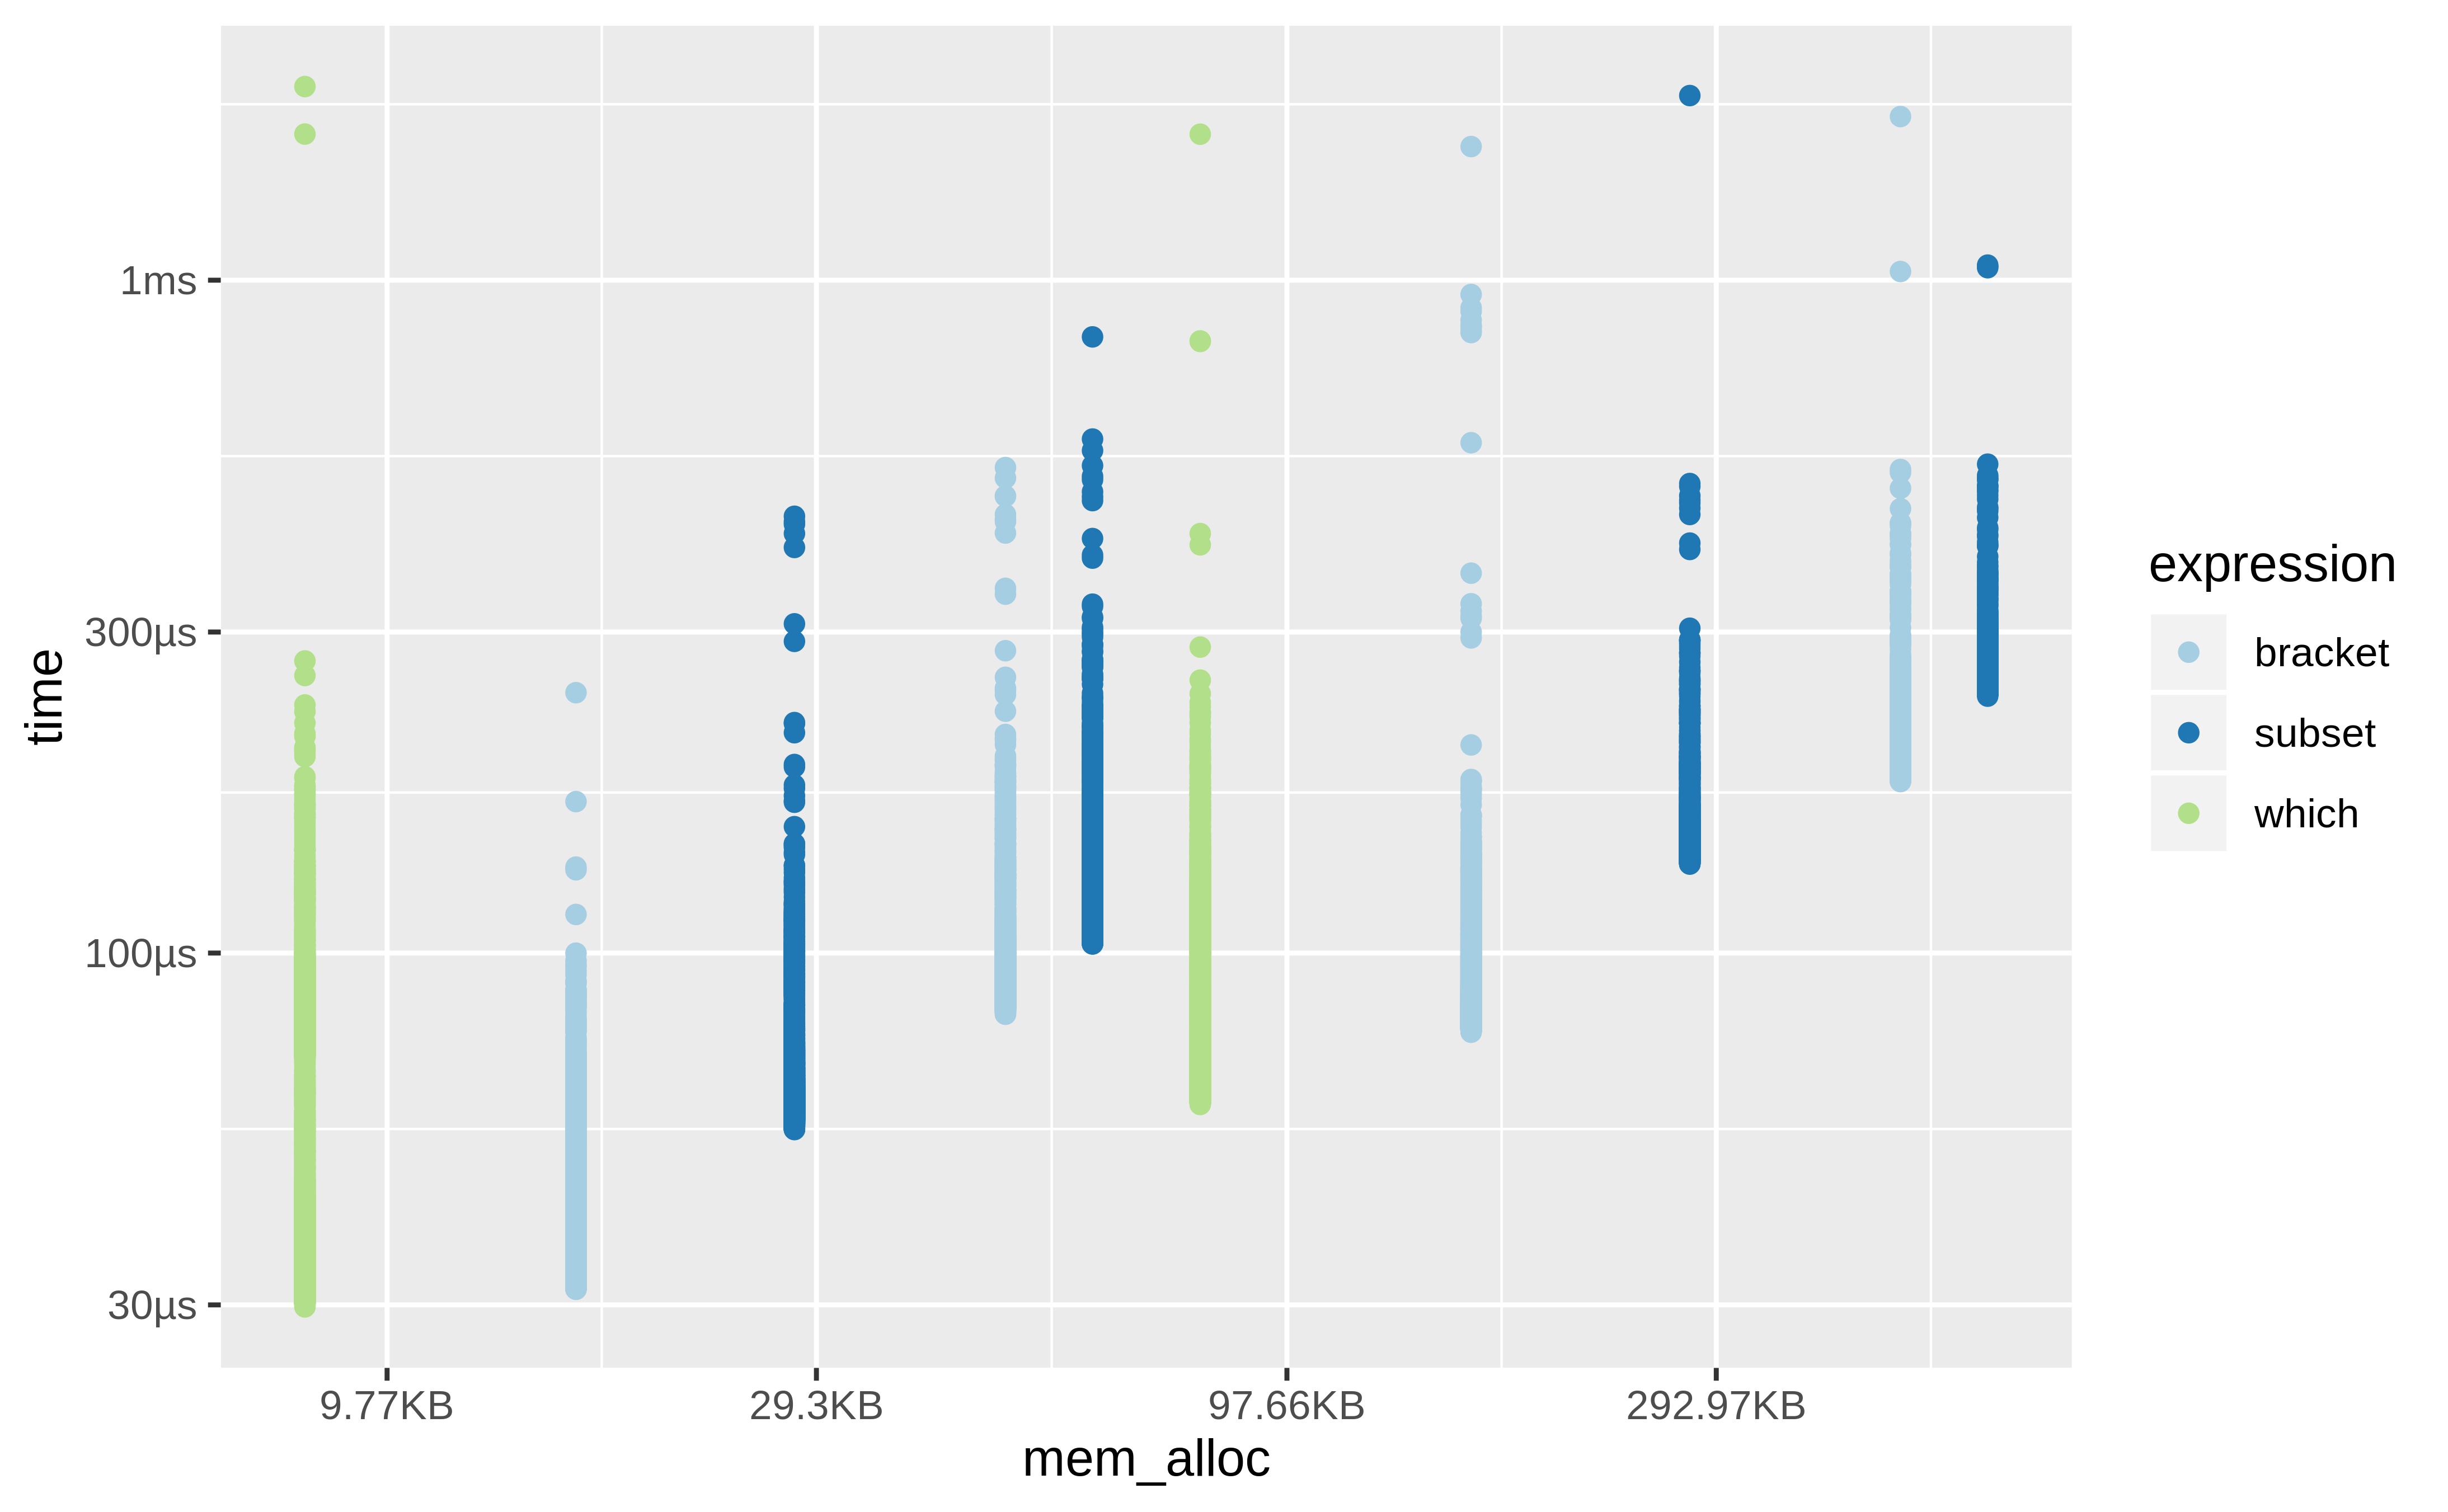 time
1ms
300µs
100µs
30µs
9.77KB
29.3KB
97.66KB
292.97KB
mem_alloc
expression
bracket
subset
which